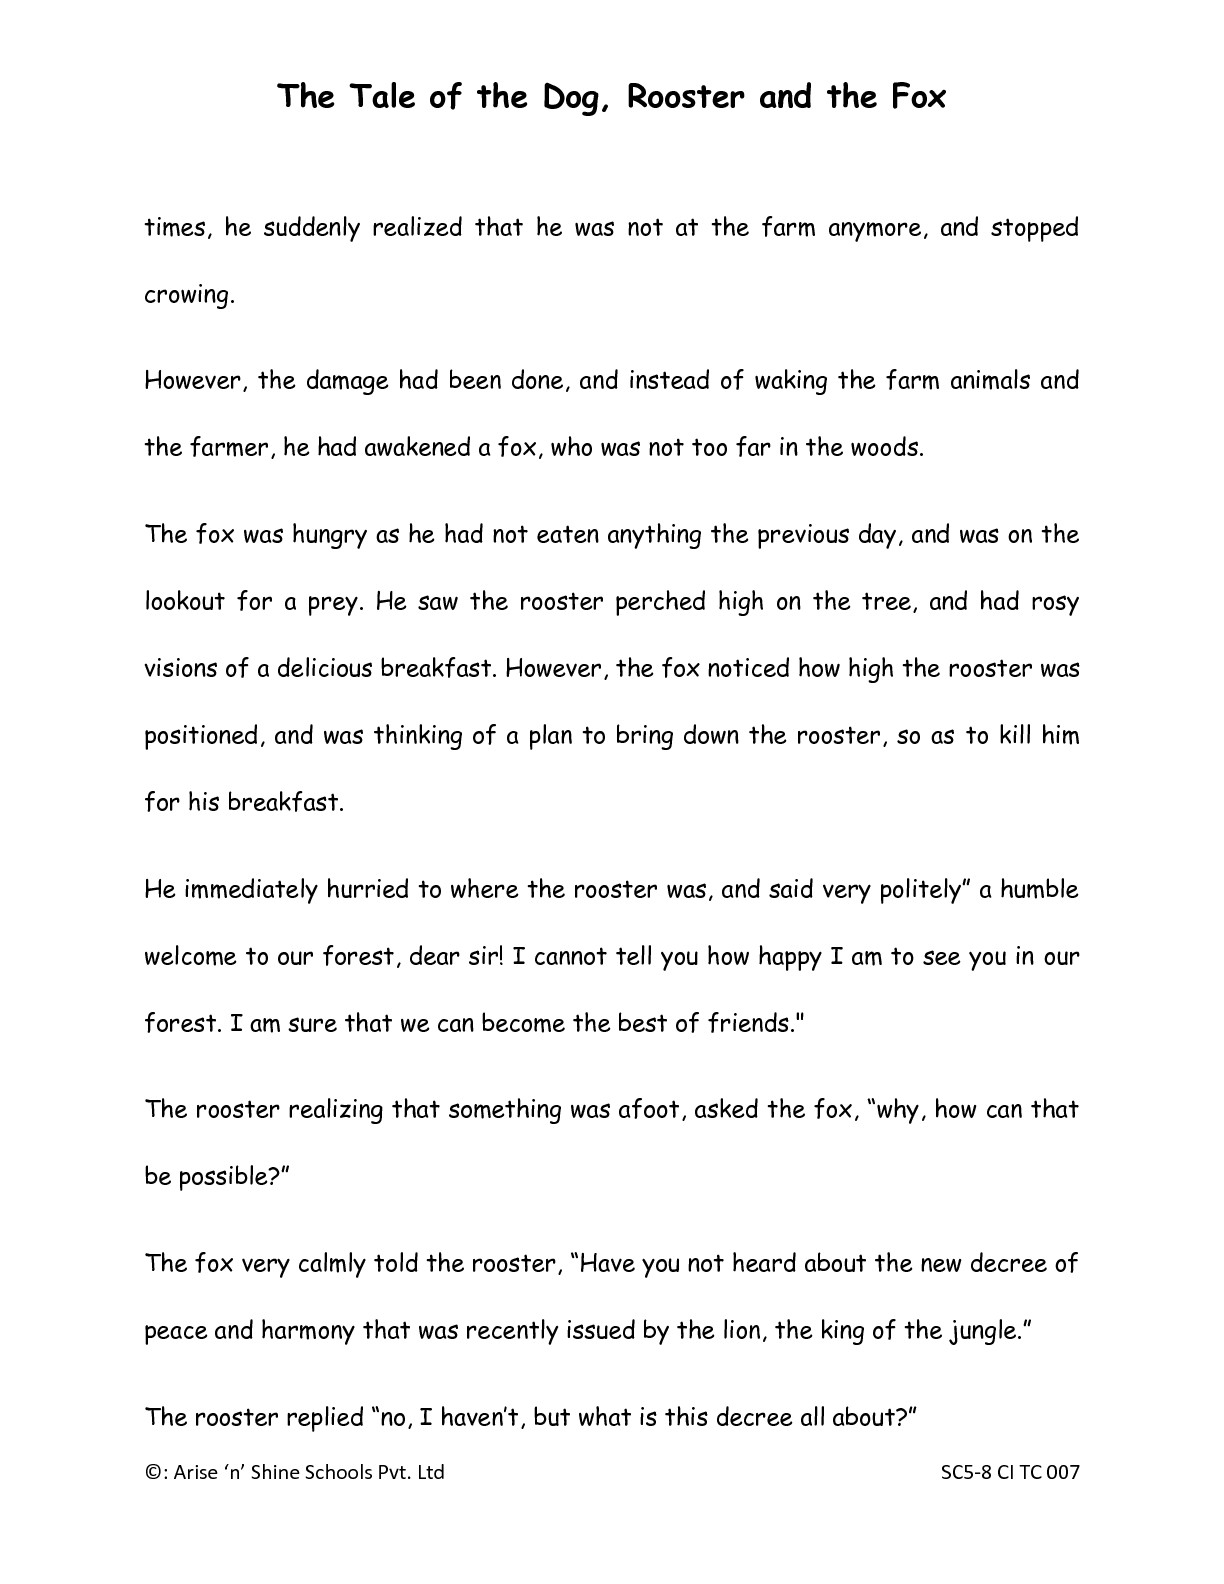 The Tale of the Dog, Rooster and the Fox
times, he suddenly realized that he was not at the farm anymore, and stopped
crowing.
However, the damage had been done, and instead of waking the farm animals and
the farmer, he had awakened a fox, who was not too far in the woods.
The fox was hungry as he had not eaten anything the previous day, and was on the
lookout for a prey. He saw the rooster perched high on the tree, and had rosy
visions of a delicious breakfast. However, the fox noticed how high the rooster was
positioned, and was thinking of a plan to bring down the rooster, so as to kill him
for his breakfast.
He immediately hurried to where the rooster was, and said very politely” a humble
welcome to our forest, dear sir! I cannot tell you how happy I am to see you in our
forest. I am sure that we can become the best of friends."
The rooster realizing that something was afoot, asked the fox, “why, how can that
be possible?”
The fox very calmly told the rooster, “Have you not heard about the new decree of
peace and harmony that was recently issued by the lion, the king of the jungle.”
The rooster replied “no, I haven’t, but what is this decree all about?”
©: Arise ‘n’ Shine Schools Pvt. Ltd SC5-8 CI TC 007